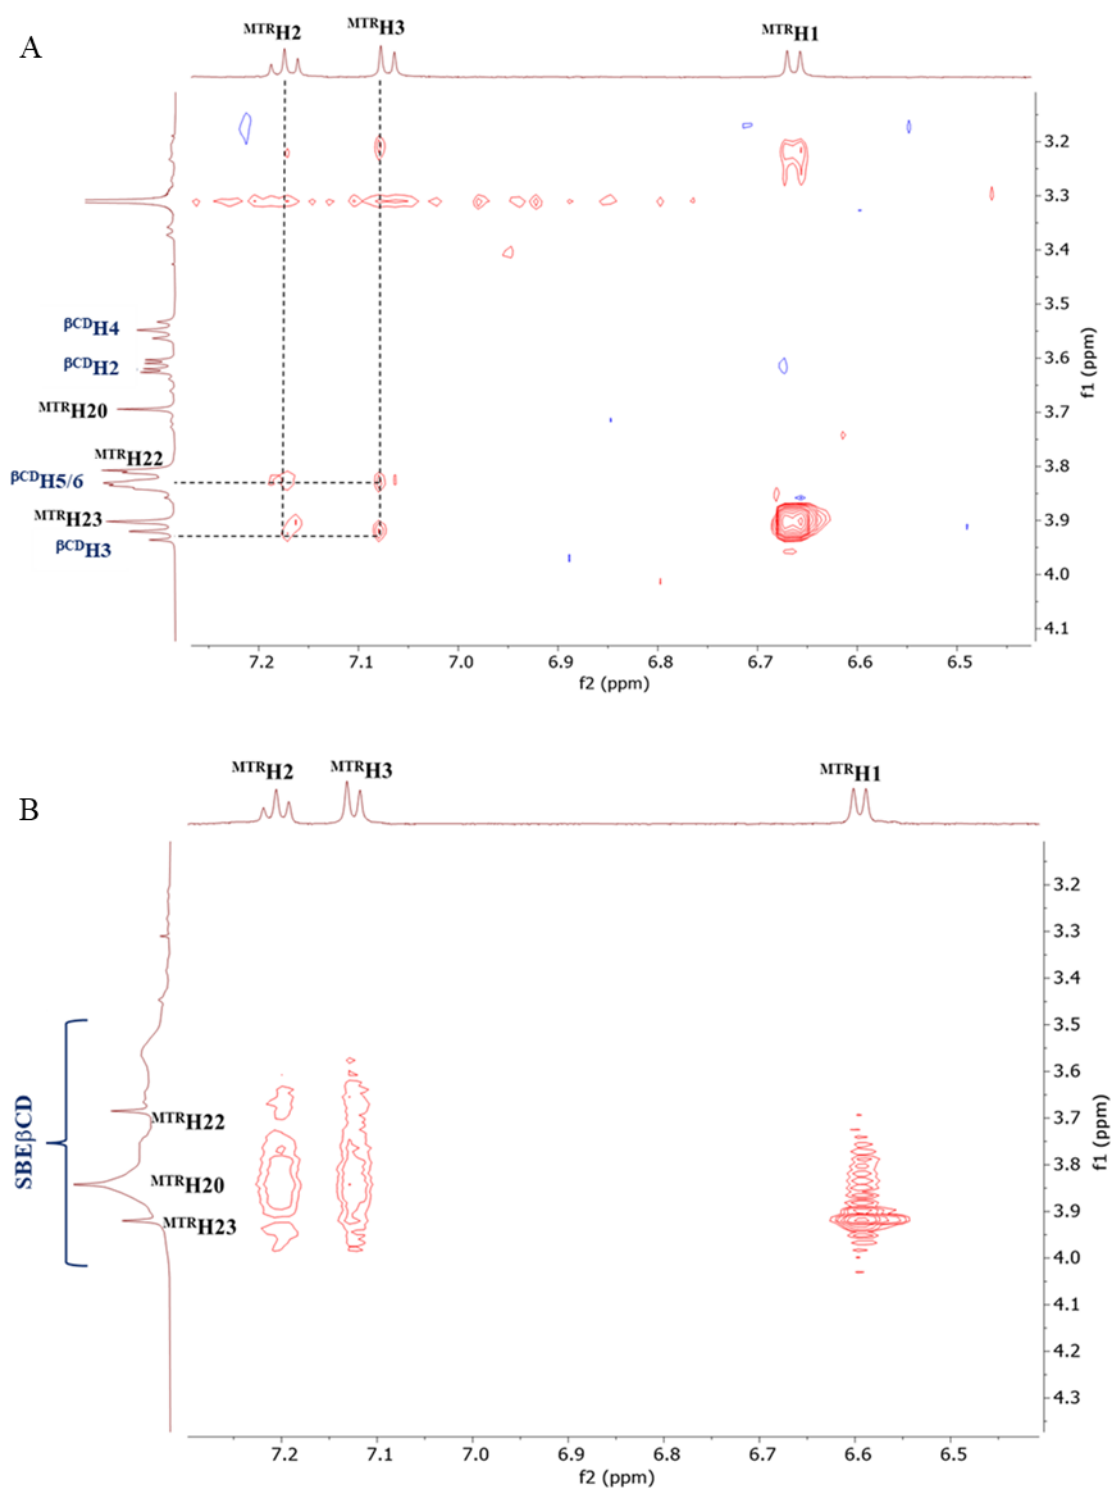 A
MTRH2 MTRH3 MTRH1
3.2
3.3
3.4
3.5
βCDH4
3.6
βCDH2
MTRH20
3.7
MTRH22
3.8
βCDH5/6
MTRH23
3.9
βCDH3
4.0
4.1
f1 (ppm)
7.2 7.1 7.0 6.9 6.8 6.7 6.6 6.5
f2 (ppm)
B
MTRH2 MTRH3 MTRH1
3.2
3.3
3.4
3.5
3.6
3.7
MTRH22
3.8
MTRH20
3.9
MTRH23
4.0
4.1
4.2
4.3
SBEβCD
f1 (ppm)
7.2 7.1 7.0 6.9 6.8 6.7 6.6 6.5
f2 (ppm)